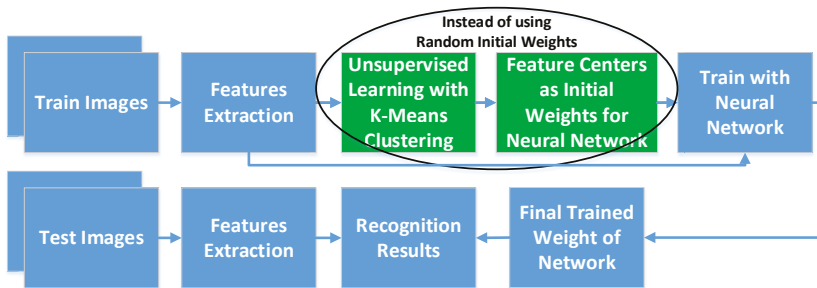 Instead of using
Random Initial Weights
Train Images
Features
Extraction
Unsupervised
Learning with
K-Means
Clustering
Feature Centers
as Initial
Weights for
Neural Network
Train with
Neural
Network
Test Images
Features
Extraction
Recognition
Results
Final Trained
Weight of
Network